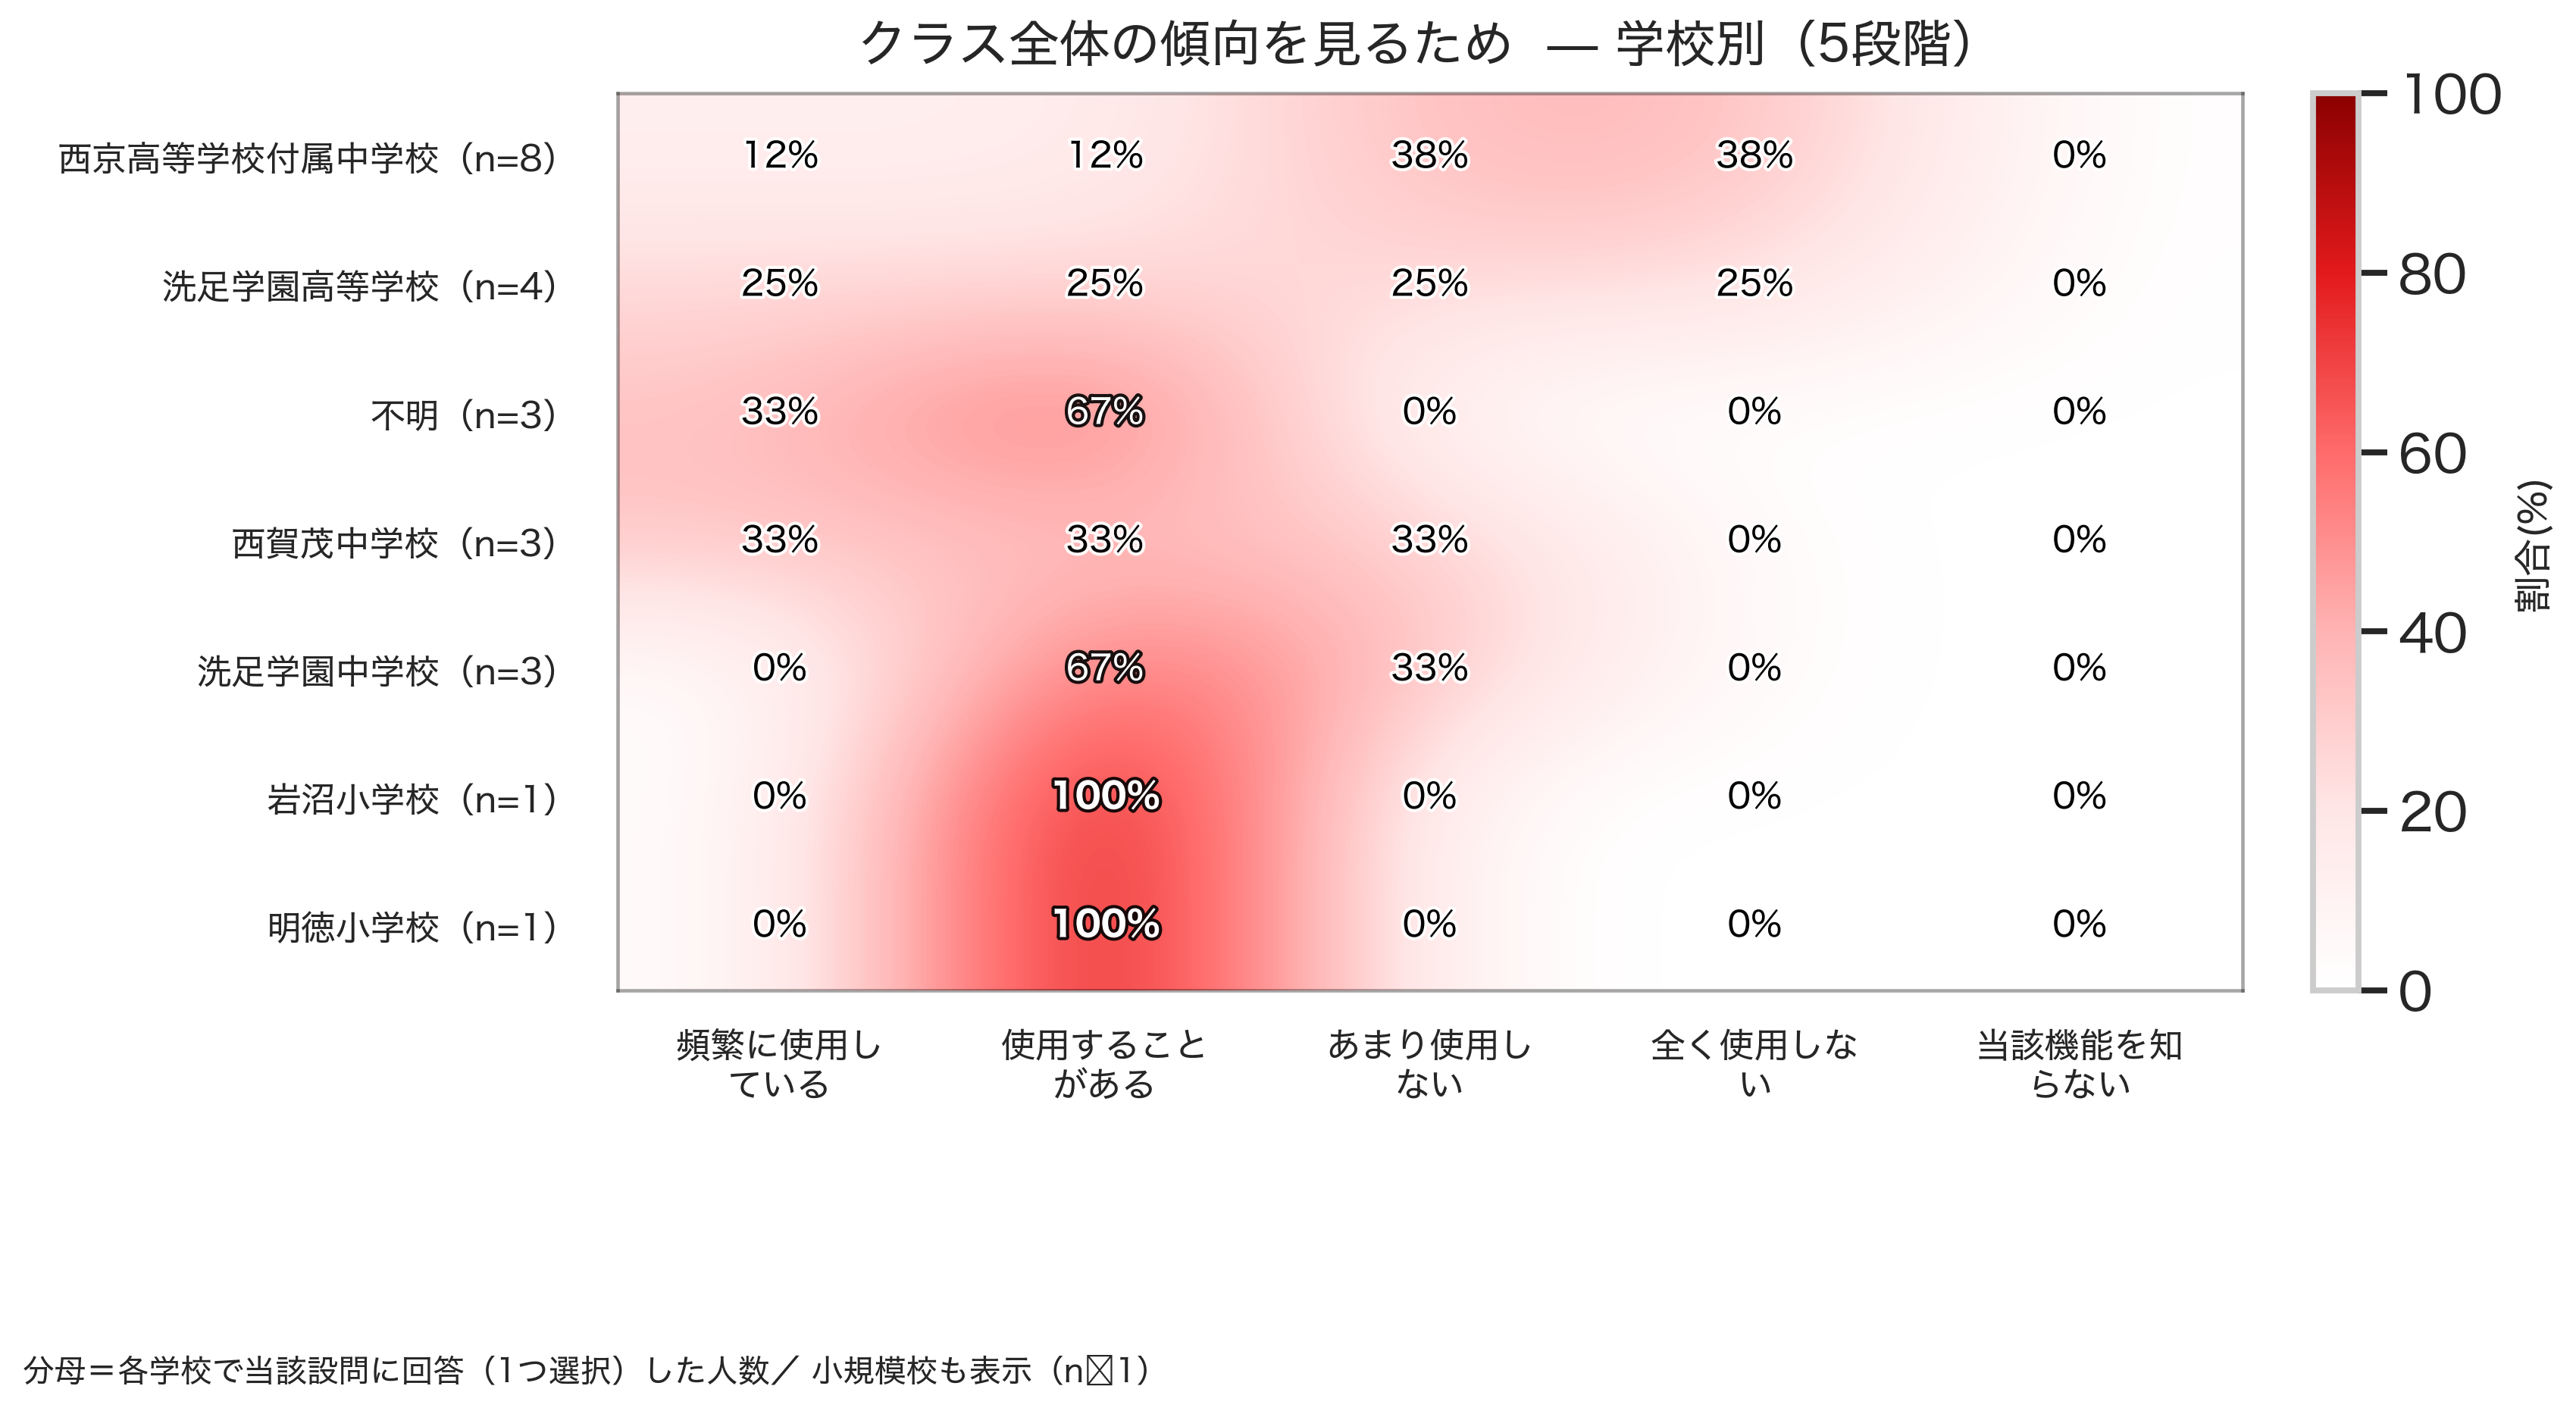 クラス全体の傾向を見るため — 学校別（5段階）
西京高等学校付属中学校（n=8） 12% 12% 38% 38% 0%
洗足学園高等学校（n=4） 25% 25% 25% 25% 0%
不明（n=3） 33% 67% 0% 0% 0%
西賀茂中学校（n=3） 33% 33% 33% 0% 0%
洗足学園中学校（n=3） 0% 67% 33% 0% 0%
岩沼小学校（n=1） 0% 100% 0% 0% 0%
明徳小学校（n=1） 0% 100% 0% 0% 0%
頻繁に使用し
ている
使用すること
がある
あまり使用し
ない
全く使用しな
い
当該機能を知
らない
100
80
60
40
20
0
割合(%)
分母＝各学校で当該設問に回答（1つ選択）した人数／ 小規模校も表示（n□1）